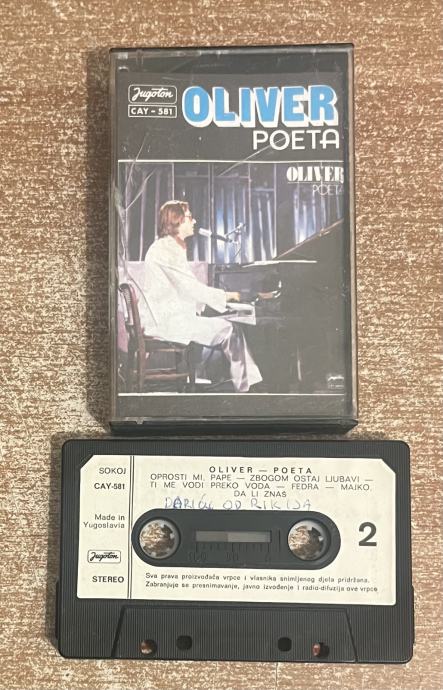 Jugoton
CAY - 581
OLIVER
POETA
OLIVER
POETA
SOKOJ
CAY-581
Made in
Yugoslavia
Jugoton
STEREO
OLIVER — POETA
OPROSTI MI, PAPE — ZBOGOM OSTAJ LJUBAVI —
TI ME VODI PREKO VODA — FEDRA — MAJKO,
DA LI ZNAŠ
OD RIKIJA
2
Sva prava proizvođača vrpce i vlasnika snimljenog djela pridržana.
Zabranjuje se presnimavanje, javno izvođenje i radio-difuzija ove vrpce